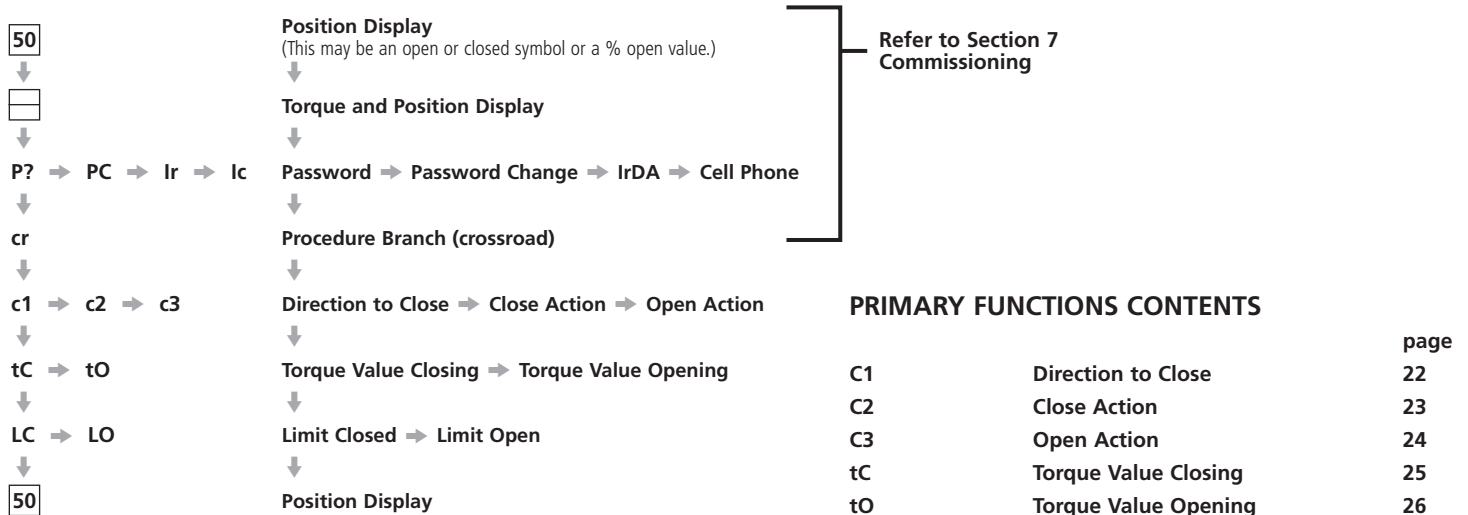 50
Position Display
(This may be an open or closed symbol or a % open value.)
Refer to Section 7
Commissioning
Torque and Position Display
P? PC Ir Ic
Password Password Change IrDA Cell Phone
cr
Procedure Branch (crossroad)
c1 c2 c3
Direction to Close Close Action Open Action
tC tO
Torque Value Closing Torque Value Opening
LC LO
Limit Closed Limit Open
50
Position Display
PRIMARY FUNCTIONS CONTENTS
page
C1 Direction to Close 22
C2 Close Action 23
C3 Open Action 24
tC Torque Value Closing 25
tO Torque Value Opening 26